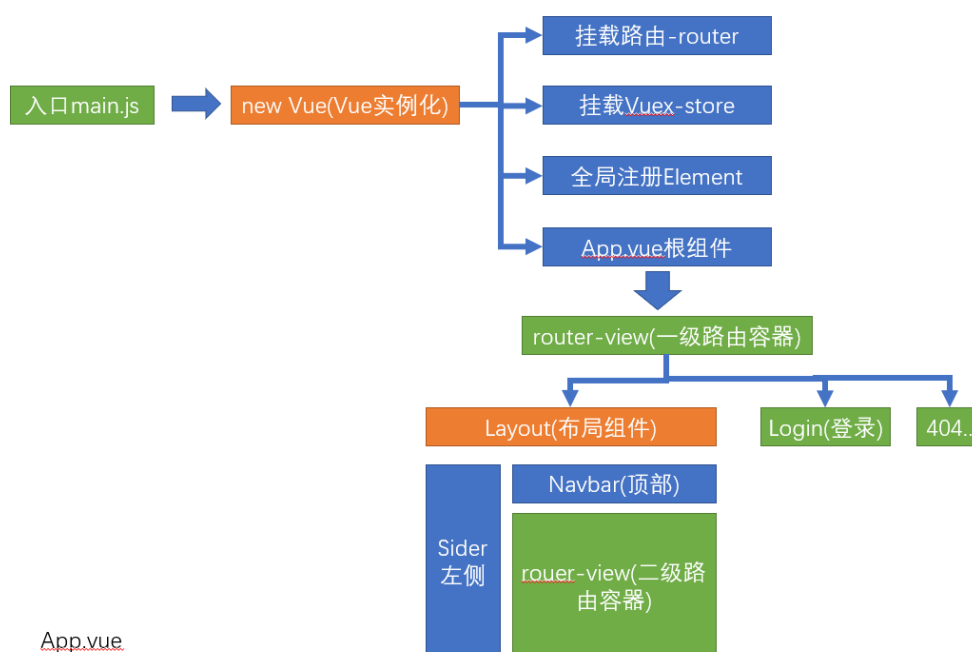 挂载路由-router
入口main.js
new Vue(Vue实例化)
挂载Vuex-store
全局注册Element
App.vue根组件
router-view(一级路由容器)
Layout(布局组件)
Login(登录)
404..
Navbar(顶部)
Sider
左侧
rouer-view(二级路
由容器)
App.vue